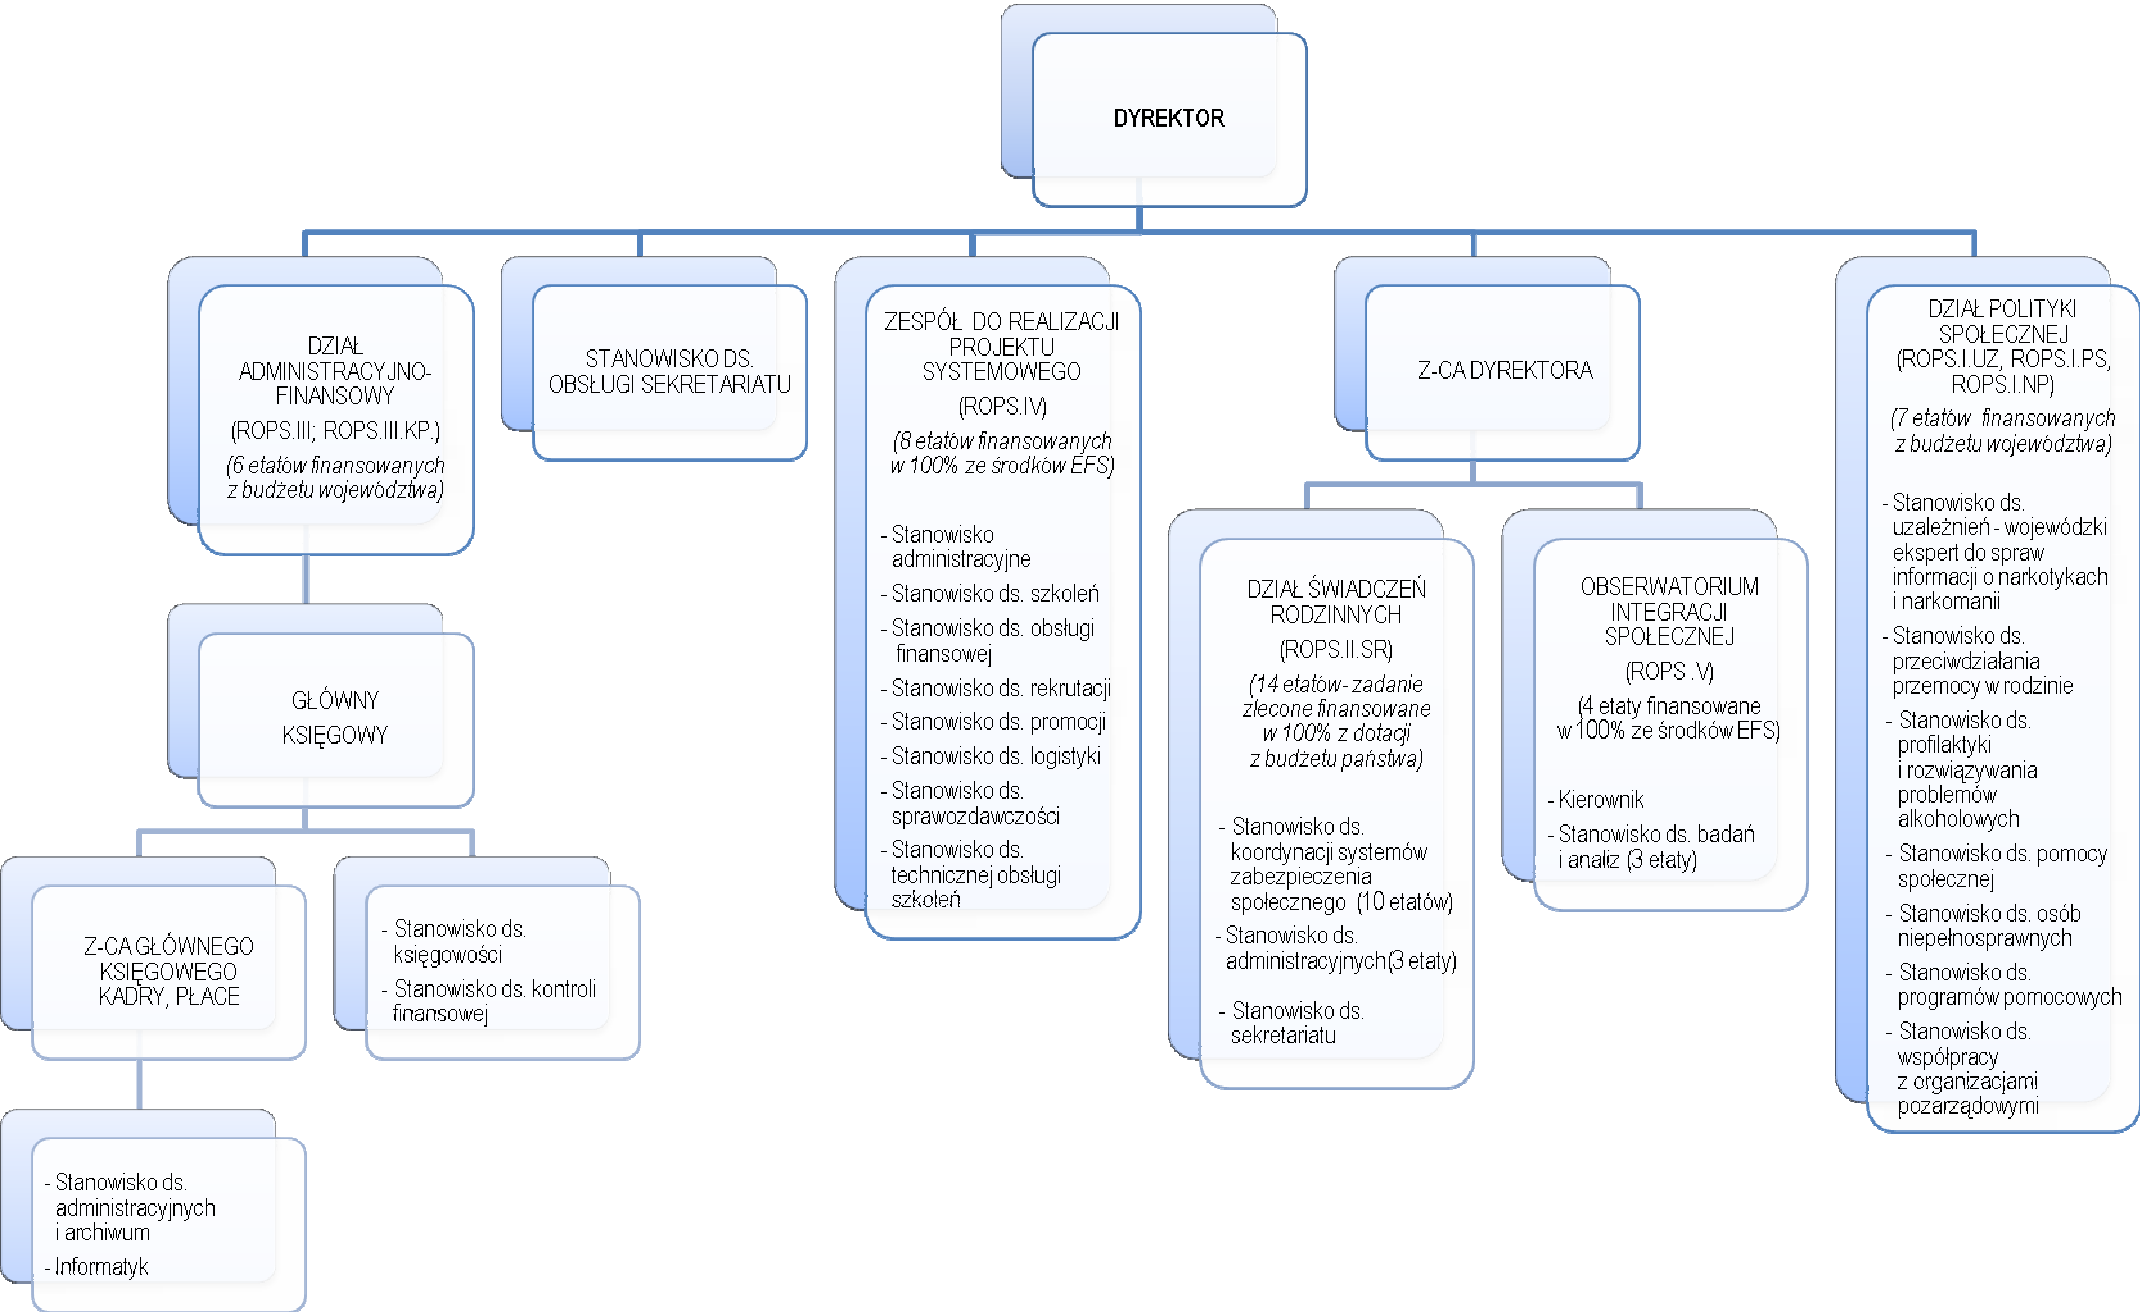 DYREKTOR
DZIAŁ
ADMINISTRACYJNO-
FINANSOWY
(ROPS.III; ROPS.III.KP.)
(6 etatów finansowanych
z budżetu województwa)
STANOWISKO DS.
OBSŁUGI SEKRETARIATU
ZESPÓŁ DO REALIZACJI
PROJEKTU
SYSTEMOWEGO
(ROPS.IV)
(8 etatów finansowanych
w 100% ze środków EFS)
- Stanowisko
administracyjne
- Stanowisko ds. szkoleń
- Stanowisko ds. obsługi
finansowej
- Stanowisko ds. rekrutacji
- Stanowisko ds. promocji
- Stanowisko ds. logistyki
- Stanowisko ds.
sprawozdawczości
- Stanowisko ds.
technicznej obsługi
szkoleń
Z-CA DYREKTORA
DZIAŁ POLITYKI
SPOŁECZNEJ
(ROPS.I.UZ, ROPS.I.PS,
ROPS.I.NP)
(7 etatów finansowanych
z budżetu województwa)
- Stanowisko ds.
uzależnień - wojewódzki
ekspert do spraw
informacji o narkotykach
i narkomanii
- Stanowisko ds.
przeciwdziałania
przemocy w rodzinie
- Stanowisko ds.
profilaktyki
i rozwiązywania
problemów
alkoholowych
- Stanowisko ds. pomocy
społecznej
- Stanowisko ds. osób
niepełnosprawnych
- Stanowisko ds.
programów pomocowych
- Stanowisko ds.
współpracy
z organizacjami
pozarządowymi
DZIAŁ ŚWIADCZEŃ
RODZINNYCH
(ROPS.II.SR)
(14 etatów- zadanie
zlecone finansowane
w 100% z dotacji
z budżetu państwa)
- Stanowisko ds.
koordynacji systemów
zabezpieczenia
społecznego (10 etatów)
- Stanowisko ds.
administracyjnych(3 etaty)
- Stanowisko ds.
sekretariatu
OBSERWATORIUM
INTEGRACJI
SPOŁECZNEJ
(ROPS .V)
(4 etaty finansowane
w 100% ze środków EFS)
- Kierownik
- Stanowisko ds. badań
i analiz (3 etaty)
GŁÓWNY
KSIĘGOWY
Z-CA GŁÓWNEGO
KSIĘGOWEGO
KADRY, PŁACE
- Stanowisko ds.
księgowości
- Stanowisko ds. kontroli
finansowej
- Stanowisko ds.
administracyjnych
i archiwum
- Informatyk